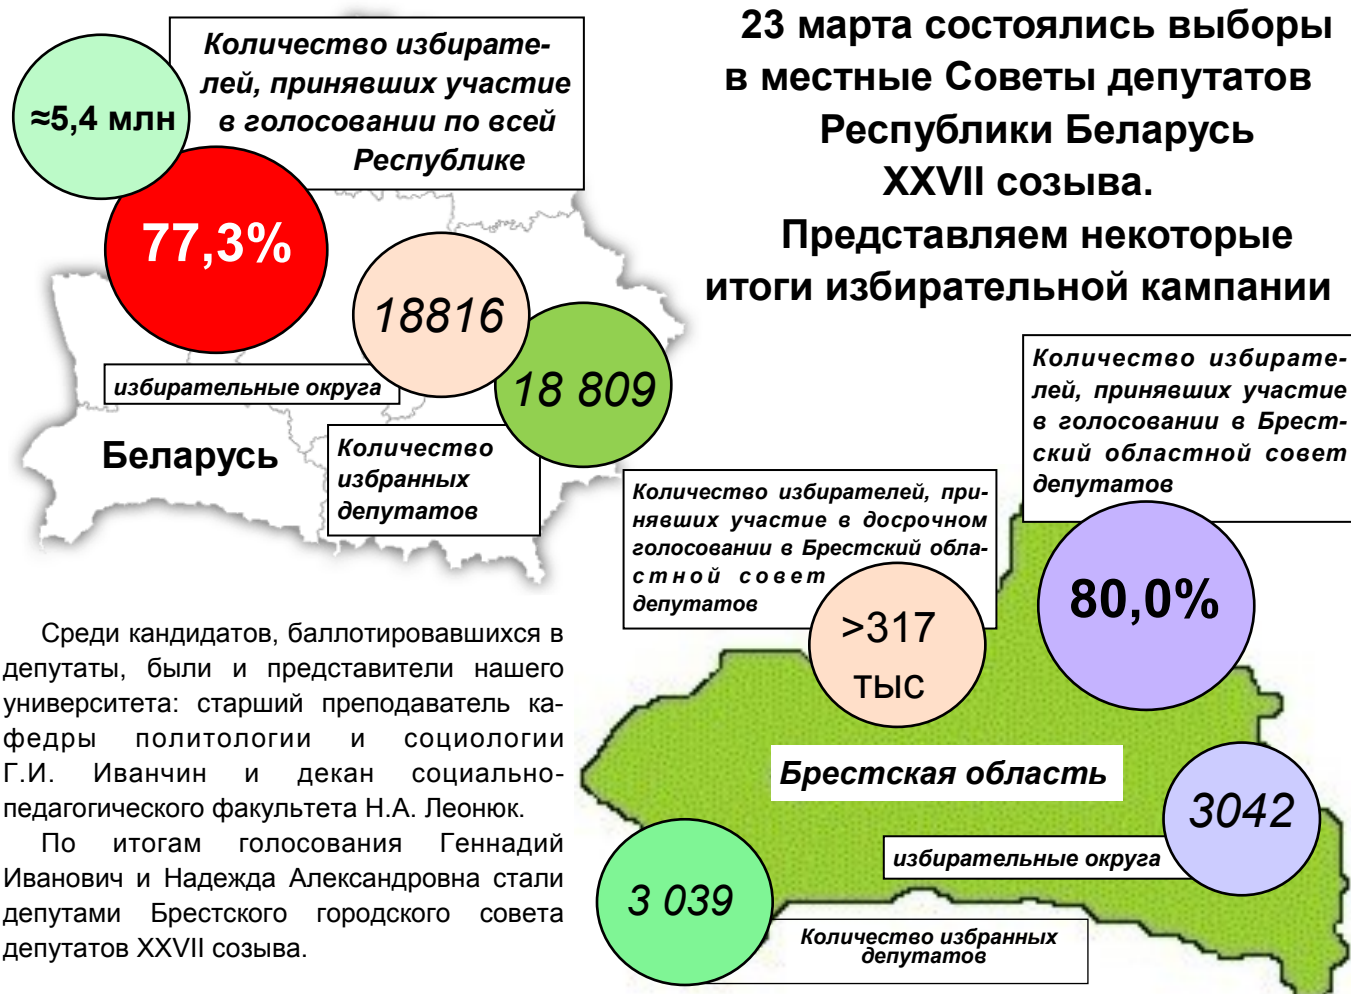 23 марта состоялись выборы
в местные Советы депутатов
Республики Беларусь
XXVII созыва.
Представляем некоторые
итоги избирательной кампании
Количество избирате-
лей, принявших участие
в голосовании по всей
Республике
≈5,4 млн
77,3%
18816
избирательные округа
18 809
Беларусь
Количество
избранных
депутатов
Количество избирате-
лей, принявших участие
в голосовании в Брест-
ский областной совет
депутатов
80,0%
Количество избирателей, при-
нявших участие в досрочном
голосовании в Брестский обла-
стной совет
депутатов
>317
тыс
Брестская область
3042
избирательные округа
3 039
Количество избранных
депутатов
Среди кандидатов, баллотировавшихся в
депутаты, были и представители нашего
университета: старший преподаватель ка-
федры политологии и социологии
Г.И. Иванчин и декан социально-
педагогического факультета Н.А. Леонюк.
По итогам голосования Геннадий
Иванович и Надежда Александровна стали
депутами Брестского городского совета
депутатов XXVII созыва.